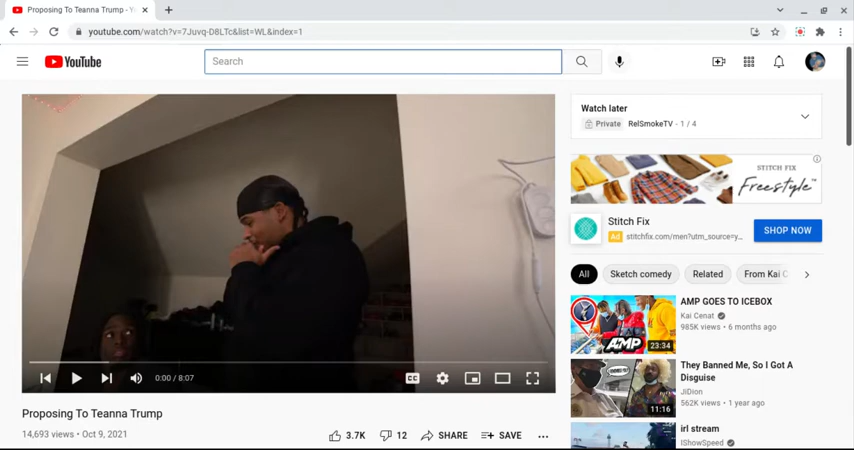 Proposing To Teanna Trump - Y
youtube.com/watch?v=7Juvq-D8LTc&list=WL&index=1
YouTube
Search
0:00 / 8:07
CC
Proposing To Teanna Trump
14,693 views • Oct 9, 2021
3.7K
12
SHARE
SAVE
Watch later
Private
RelSmokeTV - 1 / 4
STITCH FIX
Freestyle™
Stitch Fix
Ad
stitchfix.com/men?utm_source=y...
SHOP NOW
All
Sketch comedy
Related
From Kai C
AMP
23:34
AMP GOES TO ICEBOX
Kai Cenat
985K views • 6 months ago
11:16
They Banned Me, So I Got A
Disguise
JiDion
562K views • 1 year ago
irl stream
IShowSpeed